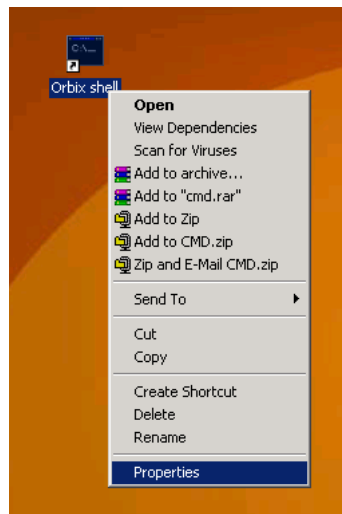 C:\_
Orbix shell
Open
View Dependencies
Scan for Viruses
Add to archive...
Add to "cmd.rar"
Add to Zip
Add to CMD.zip
Zip and E-Mail CMD.zip
Send To
Cut
Copy
Create Shortcut
Delete
Rename
Properties